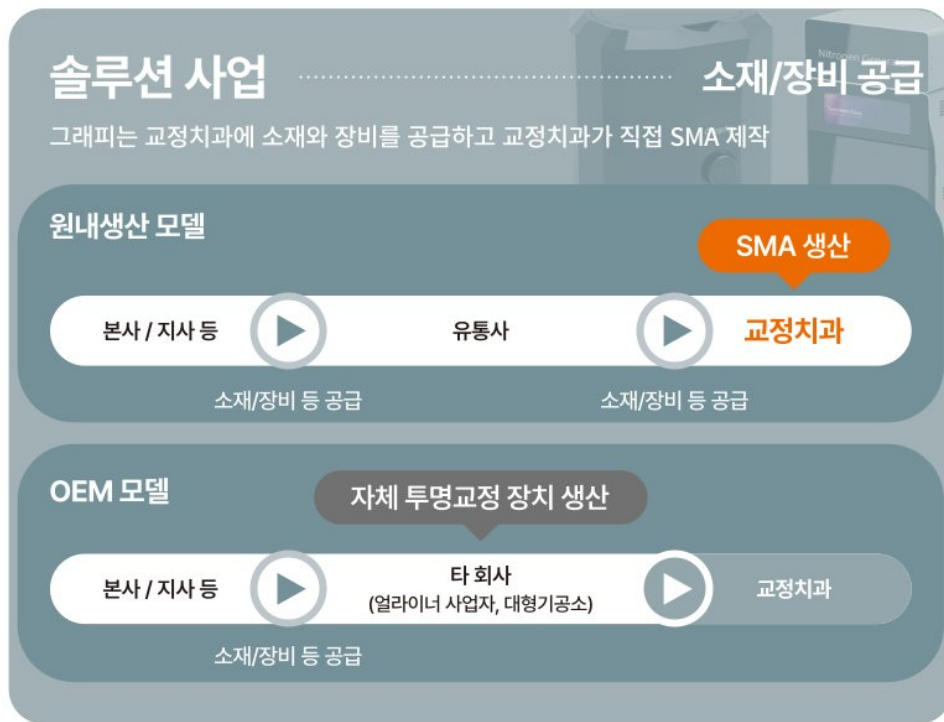 솔루션 사업
소재/장비 공급
그래피는 교정치과에 소재와 장비를 공급하고 교정치과가 직접 SMA 제작
원내생산 모델
SMA 생산
본사 / 지사 등
유통사
교정치과
소재/장비 등 공급
소재/장비 등 공급
OEM 모델
자체 투명교정 장치 생산
본사 / 지사 등
타 회사
(얼라이너 사업자, 대형기공소)
교정치과
소재/장비 등 공급
Nitrogen